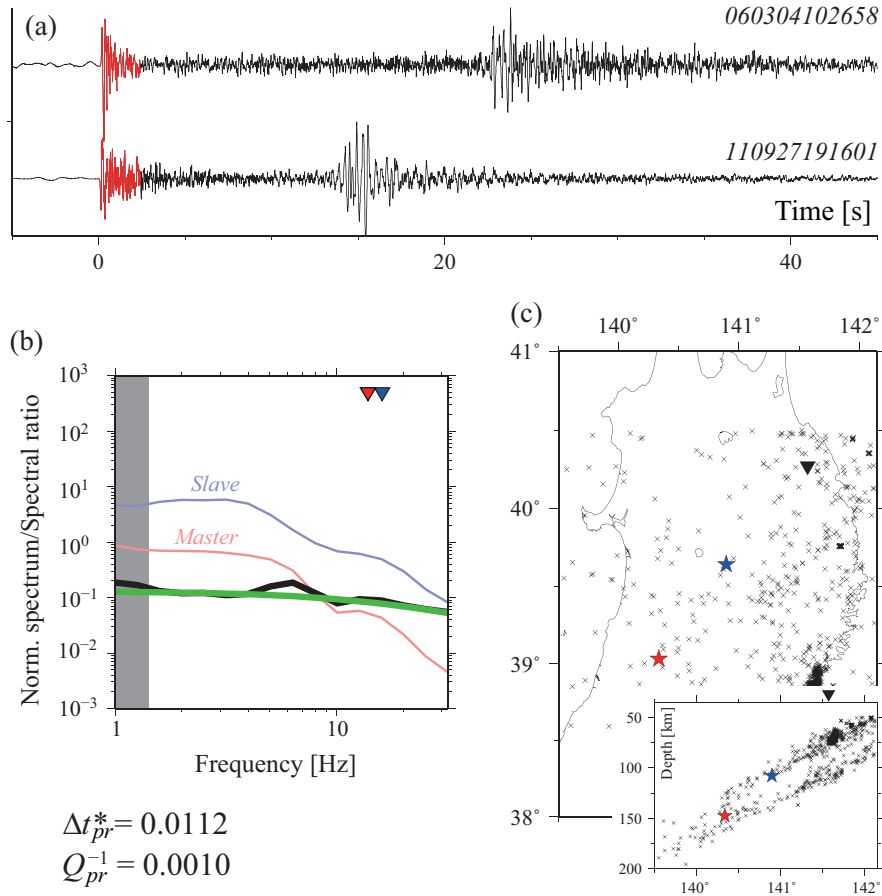 (a)
060304102658
110927191601
Time [s]
0 20 40
(b)
10³
10²
10¹
10⁰
10⁻¹
10⁻²
10⁻³
Norm. spectrum/Spectral ratio
Slave
Master
1 10
Frequency [Hz]
Δt*pr = 0.0112
Q⁻¹pr = 0.0010
(c)
140˚ 141˚ 142˚
41˚
40˚
39˚
38˚
Depth [km]
50
100
150
200
140˚ 141˚ 142˚